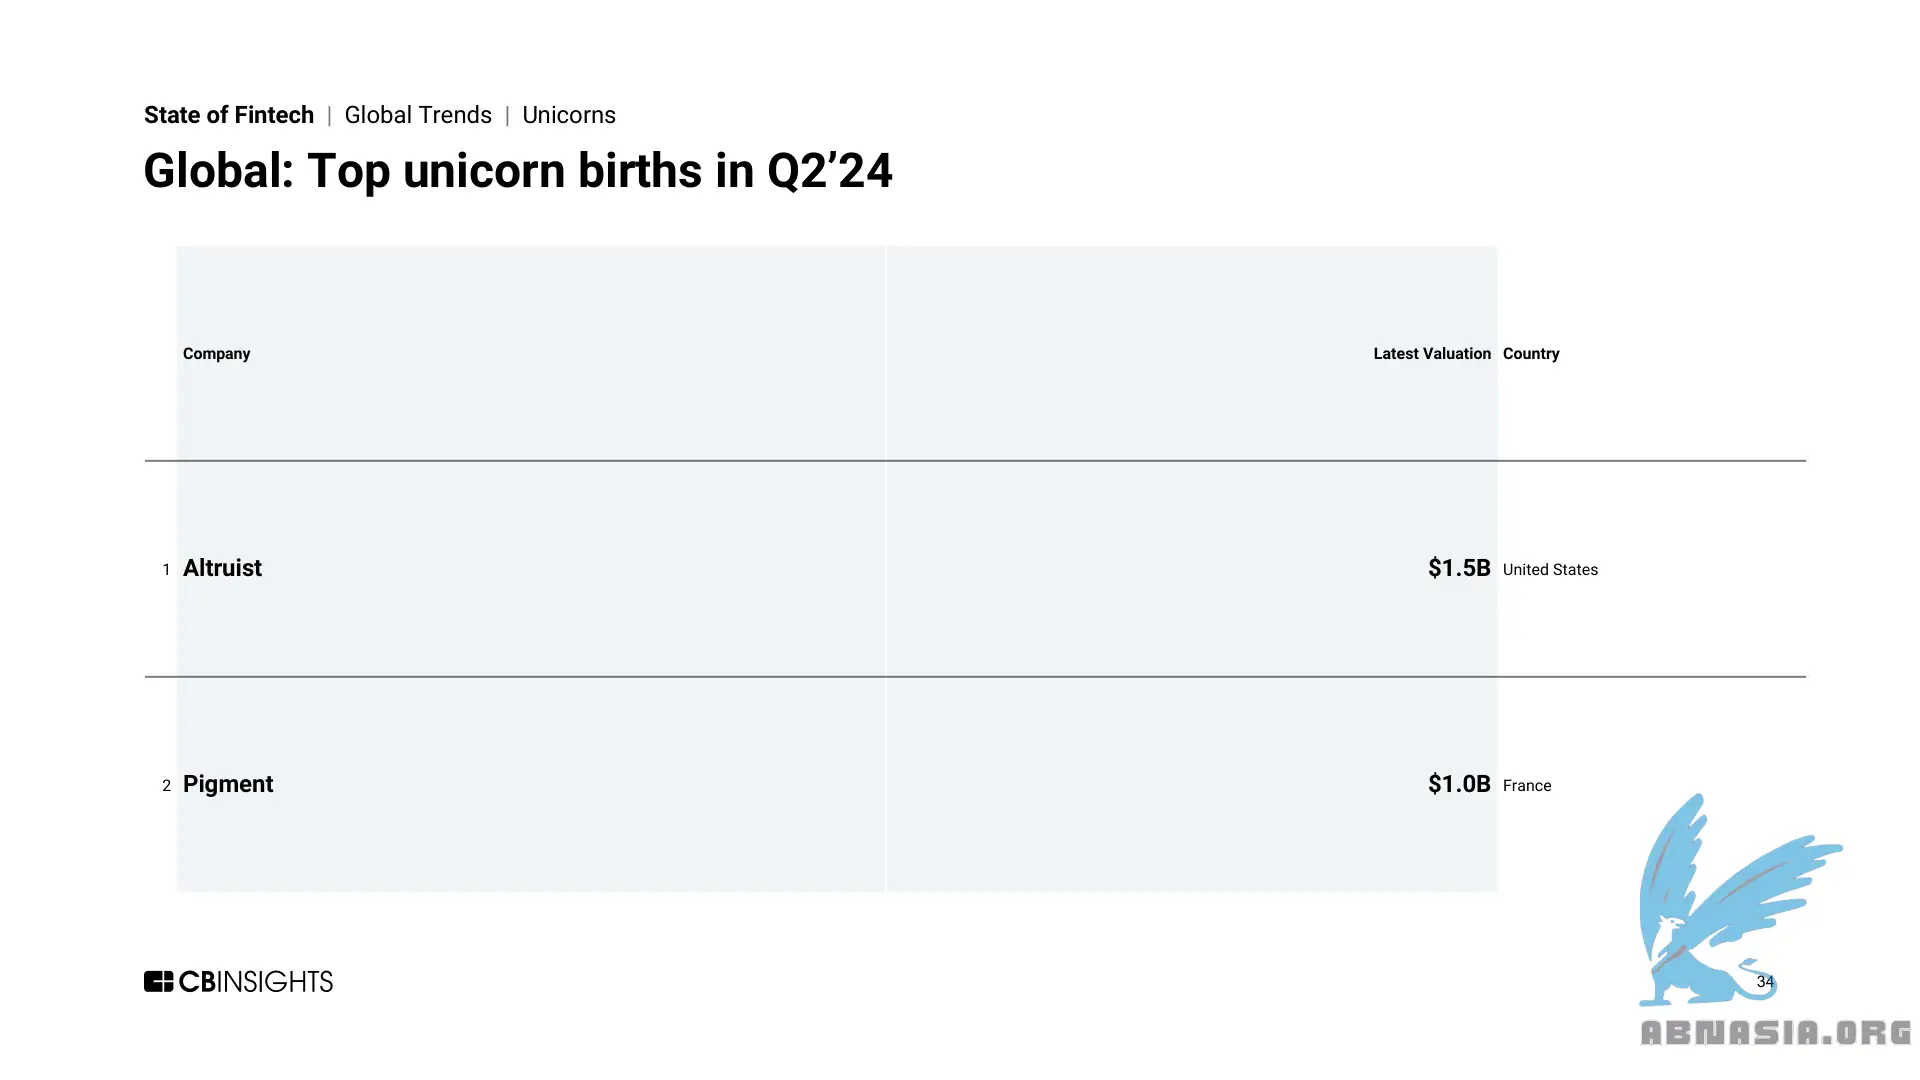 State of Fintech | Global Trends | Unicorns
Global: Top unicorn births in Q2’24
Company Latest Valuation Country
1 Altruist $1.5B United States
2 Pigment $1.0B France
CBINSIGHTS
34
ABNASIA.ORG